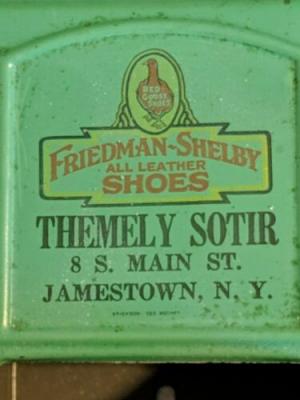 RED
GOOSE
SHOES
FRIEDMAN-SHELBY
ALL LEATHER
SHOES
THEMELY SOTIR
8 S. MAIN ST.
JAMESTOWN, N. Y.